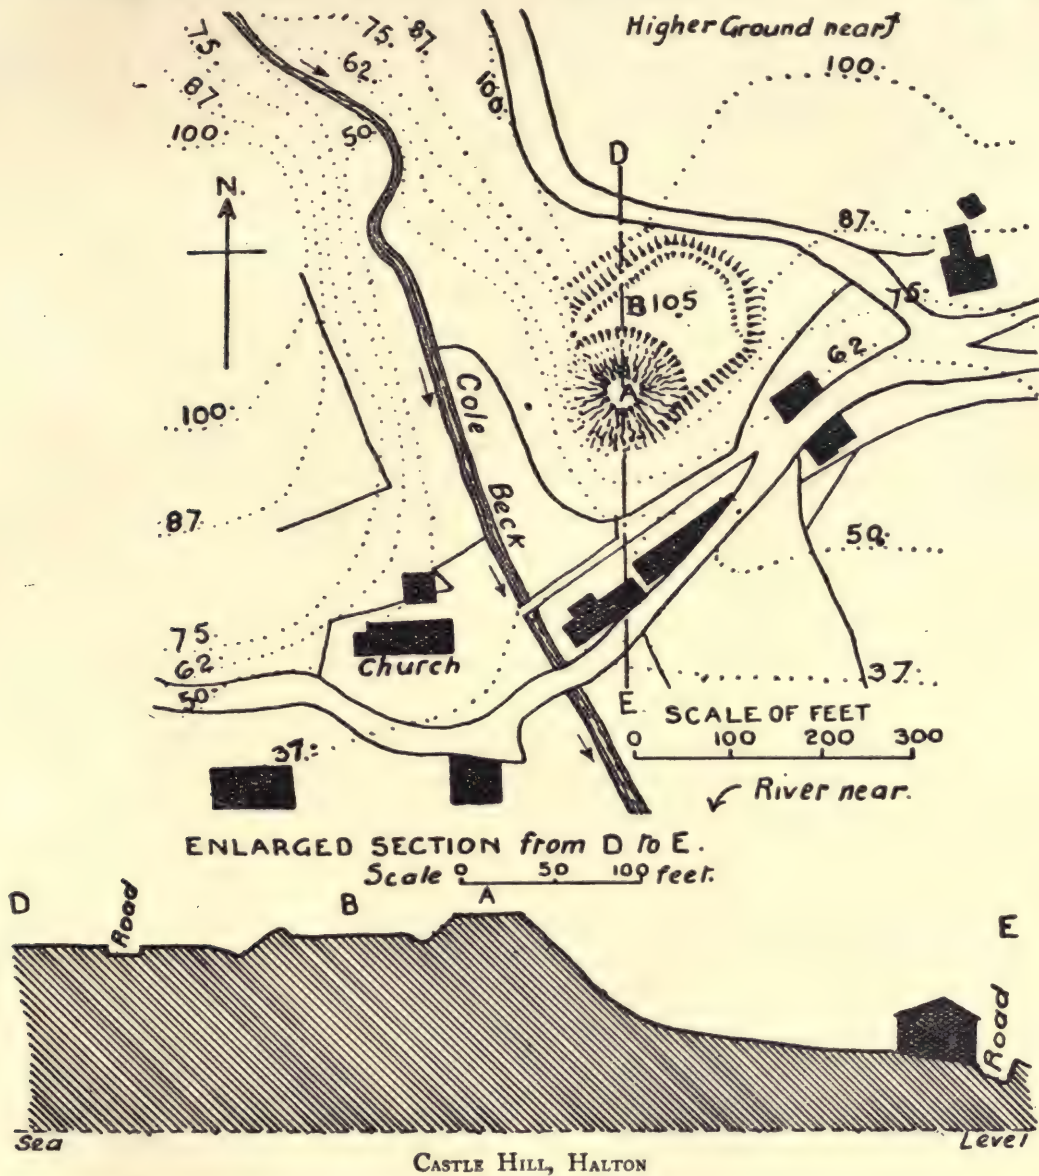 75. 75. 87.
Higher Ground near
62.
100.
87.
100.
100.
50
D
N.
87.
75.
B 105
62.
A
Cole
Beck
100.
87.
50.
75.
62.
50.
Church
37.
E
SCALE OF FEET
0 100 200 300
37.
River near.
ENLARGED SECTION from D to E.
Scale 0 50 100 feet.
D
Road
B
A
E
Road
Sea
Level
CASTLE HILL, HALTON